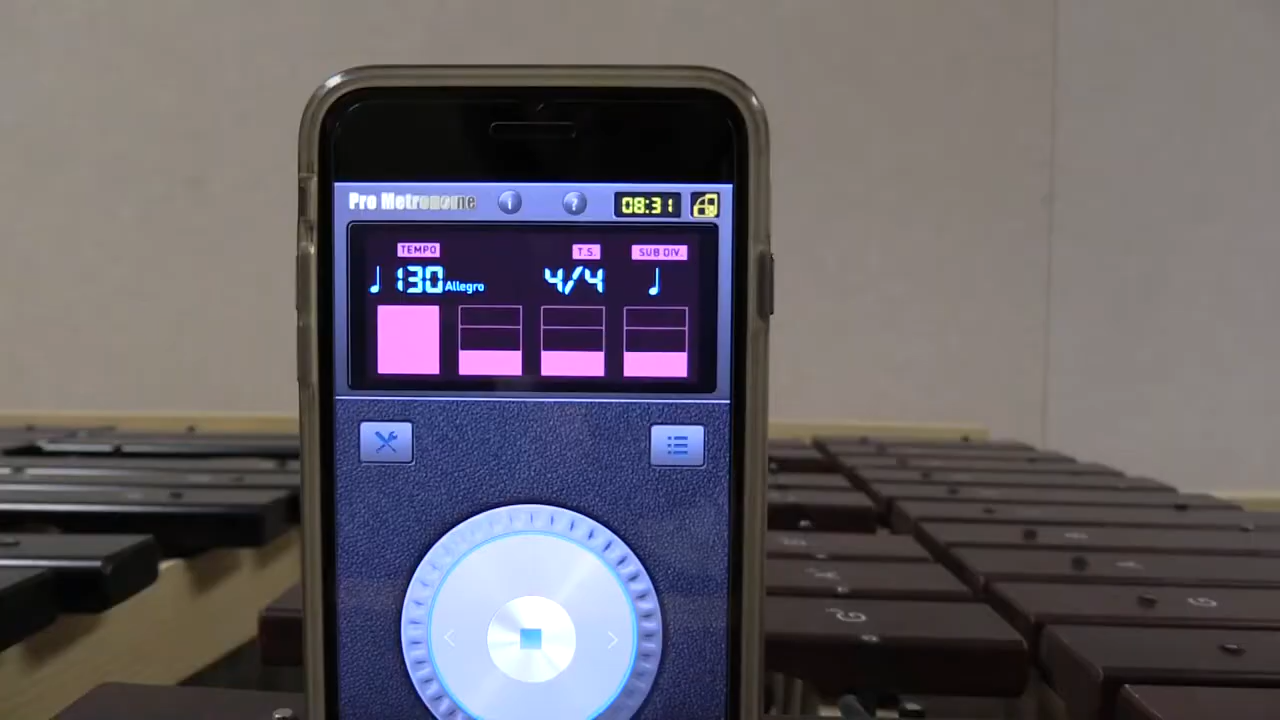 Pro Metronome i ? 08:31
TEMPO T.S. SUB DIV.
130 Allegro 4/4
G
G